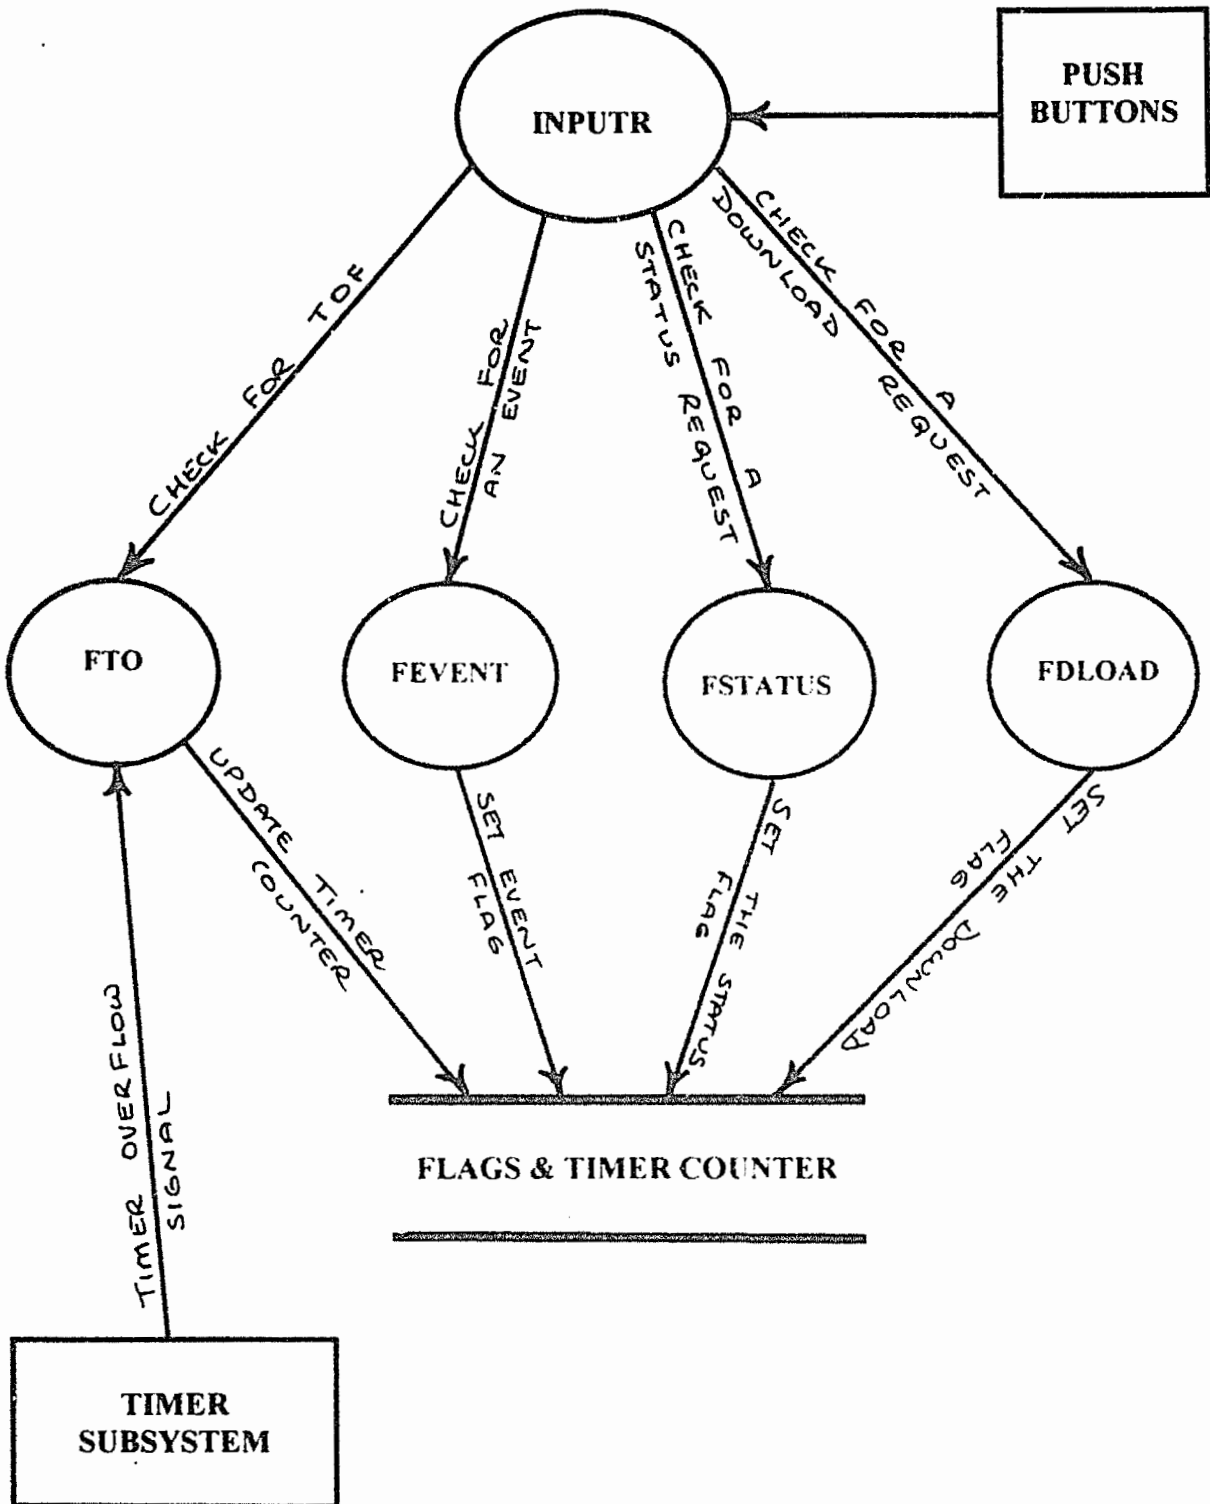 INPUTR
PUSH
BUTTONS
CHECK FOR TOF
CHECK FOR
AN EVENT
CHECK FOR A
STATUS REQUEST
CHECK FOR A
DOWNLOAD REQUEST
FTO
FEVENT
FSTATUS
FDLOAD
UPDATE TIMER
COUNTER
SET EVENT
FLAG
SET THE STATUS
FLAG
SET THE DOWNLOAD
FLAG
TIMER OVERFLOW
SIGNAL
FLAGS & TIMER COUNTER
TIMER
SUBSYSTEM